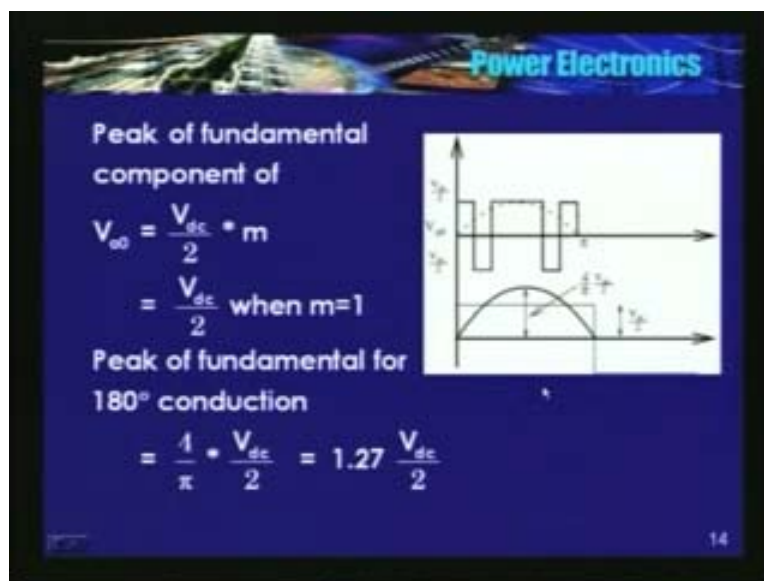 Power Electronics
Peak of fundamental
component of
V_ao = V_dc / 2 * m
= V_dc / 2 when m=1
Peak of fundamental for
180° conduction
= 4 / π * V_dc / 2 = 1.27 V_dc / 2
14